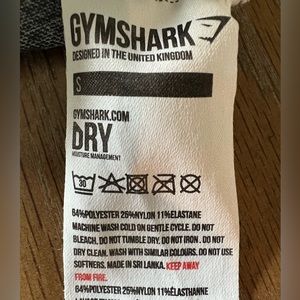 GYMSHARK
DESIGNED IN THE UNITED KINGDOM
S
GYMSHARK.COM
DRY
MOISTURE MANAGEMENT
30
64%POLYESTER 25%NYLON 11%ELASTANE
MACHINE WASH COLD ON GENTLE CYCLE. DO NOT
BLEACH. DO NOT TUMBLE DRY. DO NOT IRON . DO NOT
DRY CLEAN. WASH WITH SIMILAR COLOURS. DO NOT USE
SOFTNERS. MADE IN SRI LANKA. KEEP AWAY
FROM FIRE.
64%POLYESTER 25%NYLON 11%ÉLASTHANNE